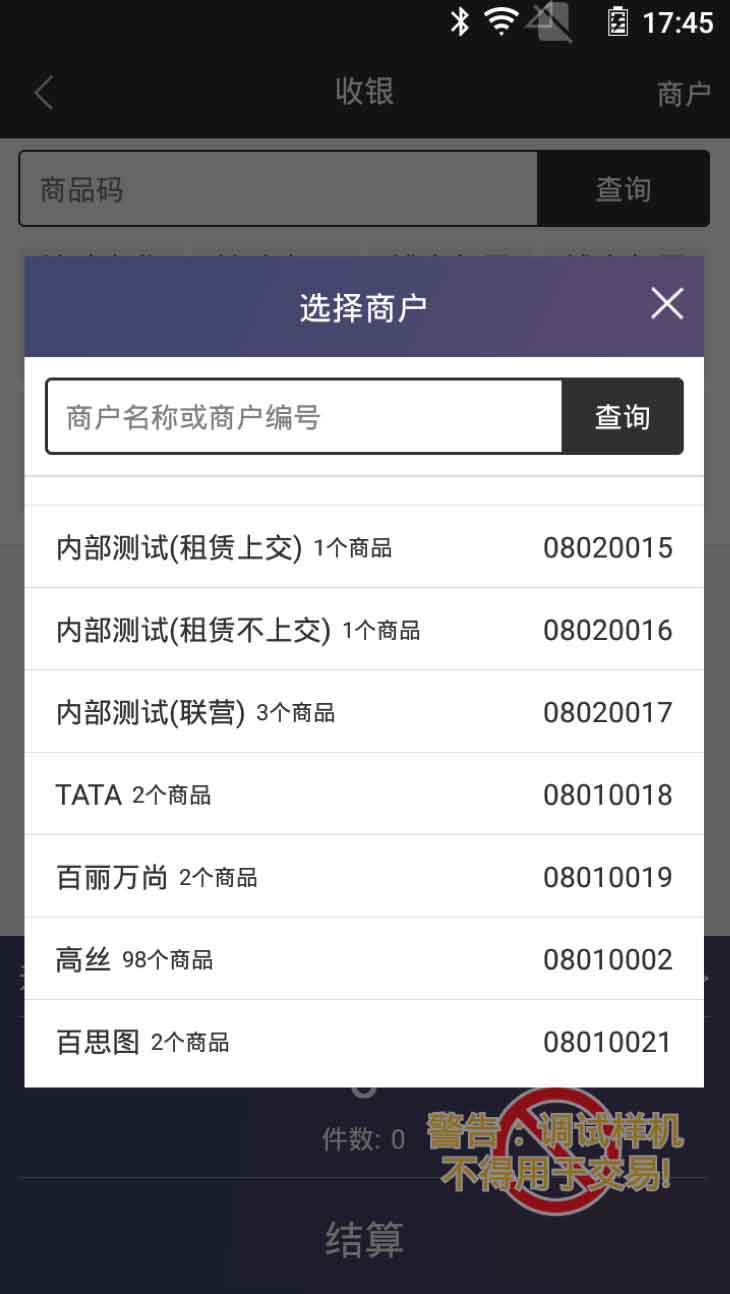 17:45
收银
商户
商品码
查询
选择商户
商户名称或商户编号
查询
内部测试(租赁上交) 1个商品 08020015
内部测试(租赁不上交) 1个商品 08020016
内部测试(联营) 3个商品 08020017
TATA 2个商品 08010018
百丽万尚 2个商品 08010019
高丝 98个商品 08010002
百思图 2个商品 08010021
件数: 0
警告：调试样机
不得用于交易!
结算